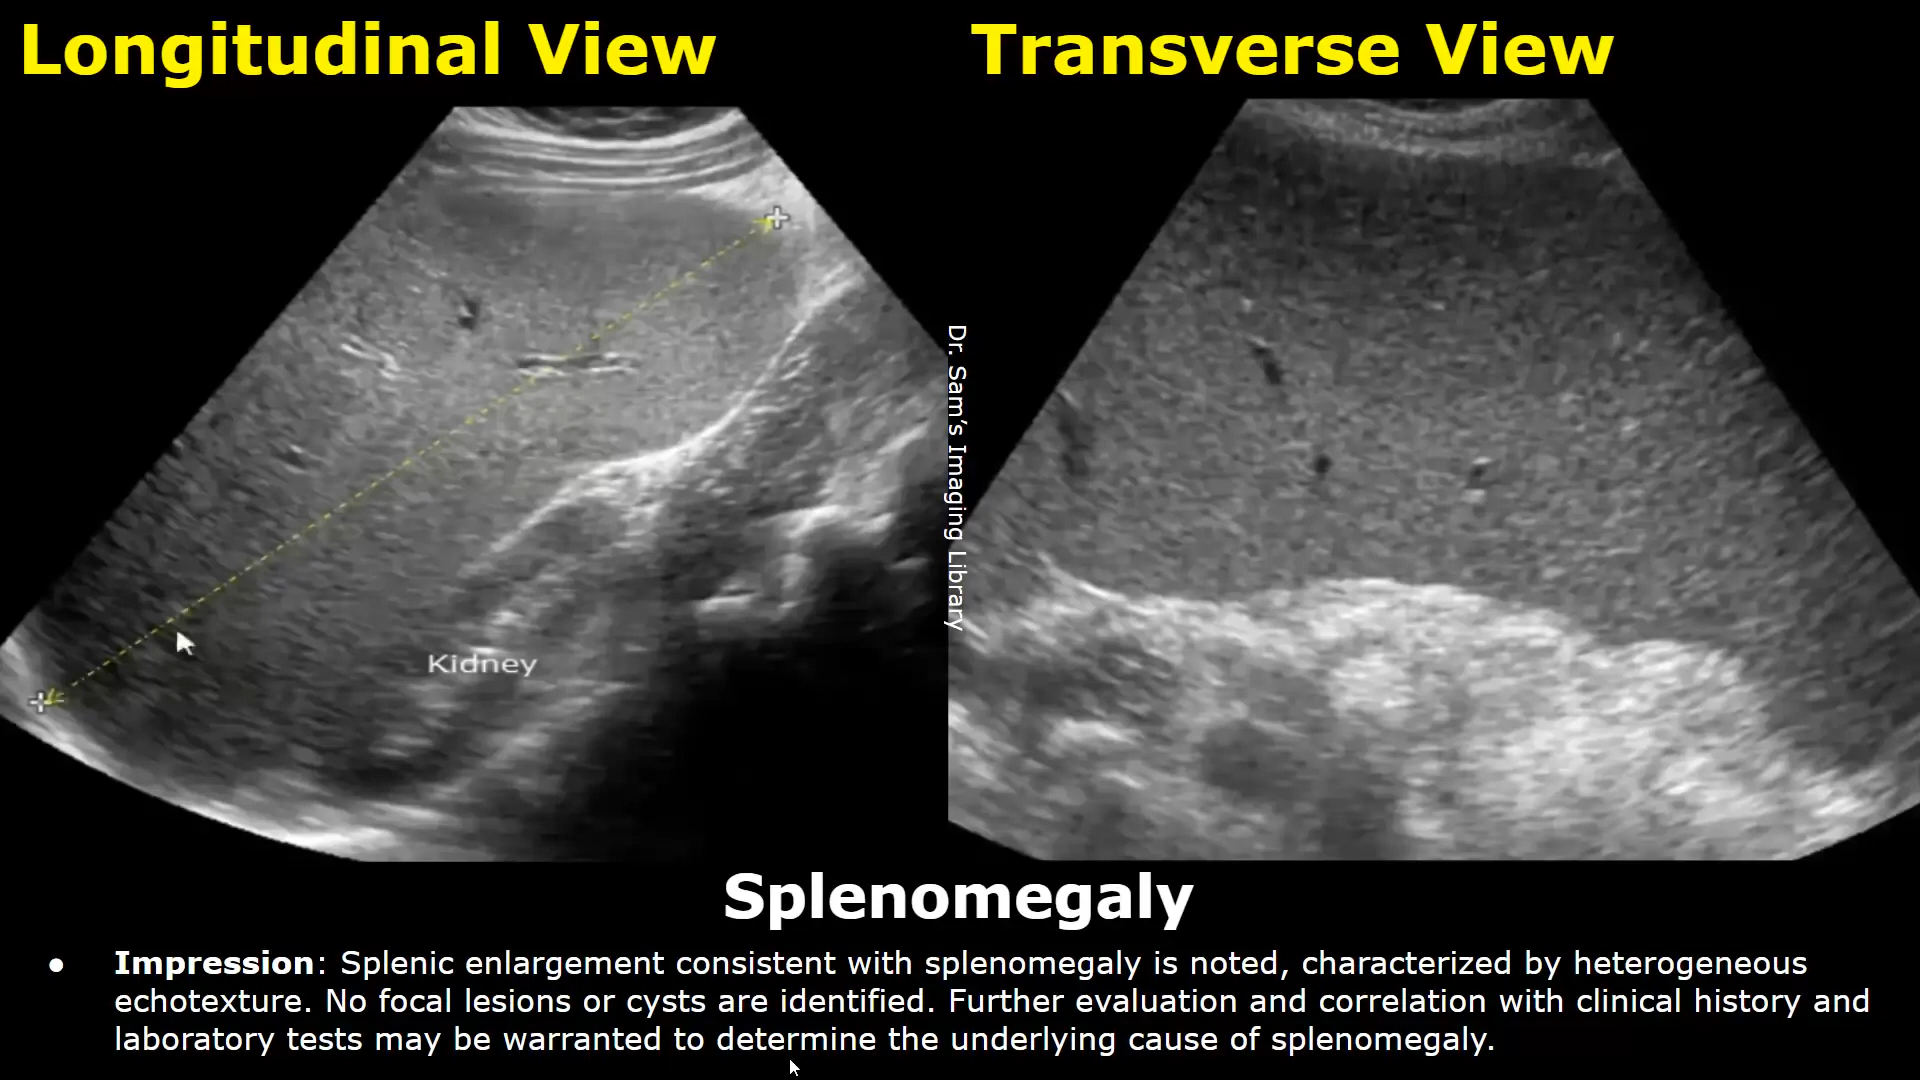 Longitudinal View
Transverse View
Kidney
Dr. Sam's Imaging Library
Splenomegaly
• Impression: Splenic enlargement consistent with splenomegaly is noted, characterized by heterogeneous
echotexture. No focal lesions or cysts are identified. Further evaluation and correlation with clinical history and
laboratory tests may be warranted to determine the underlying cause of splenomegaly.